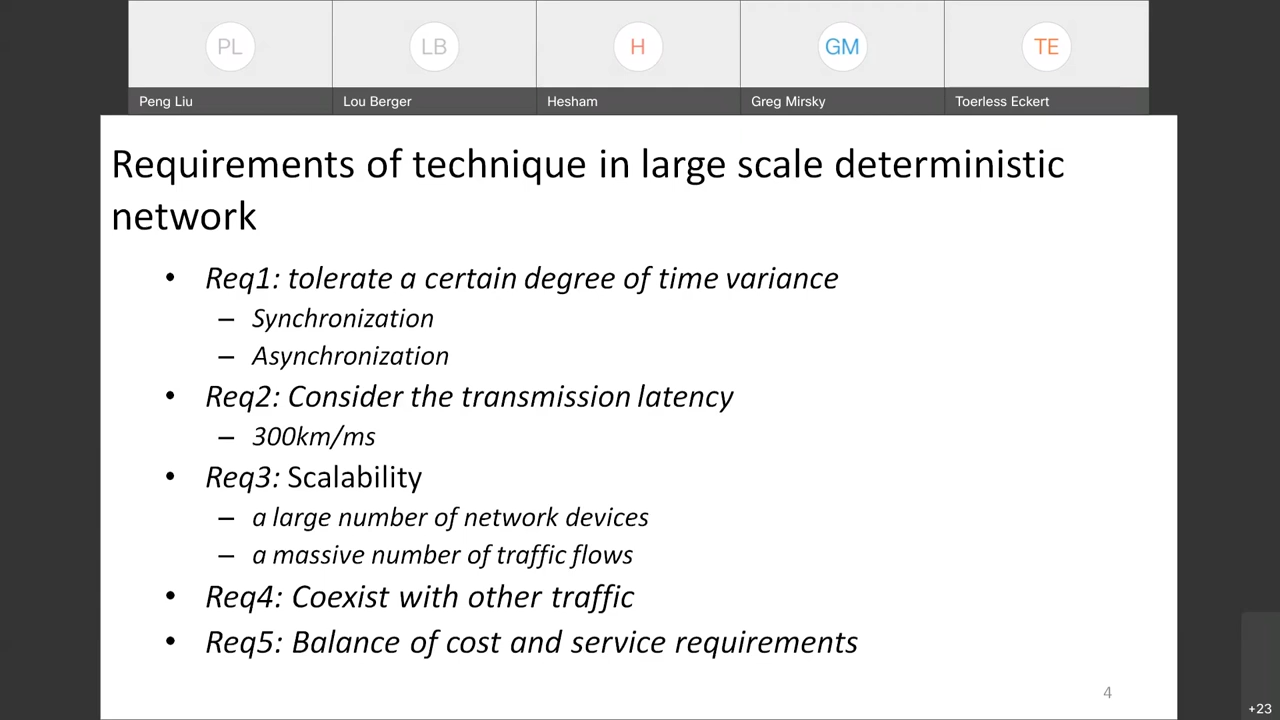 PL
LB
H
GM
TE
Peng Liu
Lou Berger
Hesham
Greg Mirsky
Toerless Eckert
Requirements of technique in large scale deterministic
network
• Req1: tolerate a certain degree of time variance
– Synchronization
– Asynchronization
• Req2: Consider the transmission latency
– 300km/ms
• Req3: Scalability
– a large number of network devices
– a massive number of traffic flows
• Req4: Coexist with other traffic
• Req5: Balance of cost and service requirements
4
+23